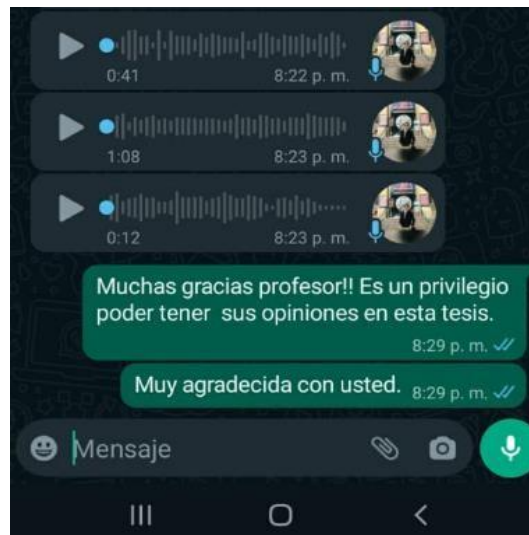 0:41 8:22 p. m.
1:08 8:23 p. m.
0:12 8:23 p. m.
Muchas gracias profesor!! Es un privilegio
poder tener sus opiniones en esta tesis.
8:29 p. m.
Muy agradecida con usted. 8:29 p. m.
Mensaje